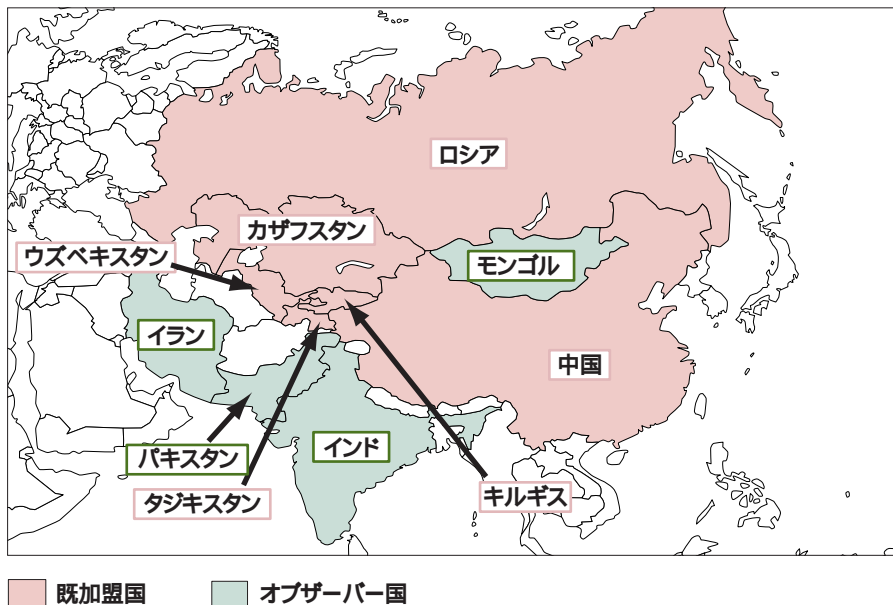 ロシア
カザフスタン
ウズベキスタン
モンゴル
イラン
中国
パキスタン
インド
タジキスタン
キルギス
既加盟国
オブザーバー国